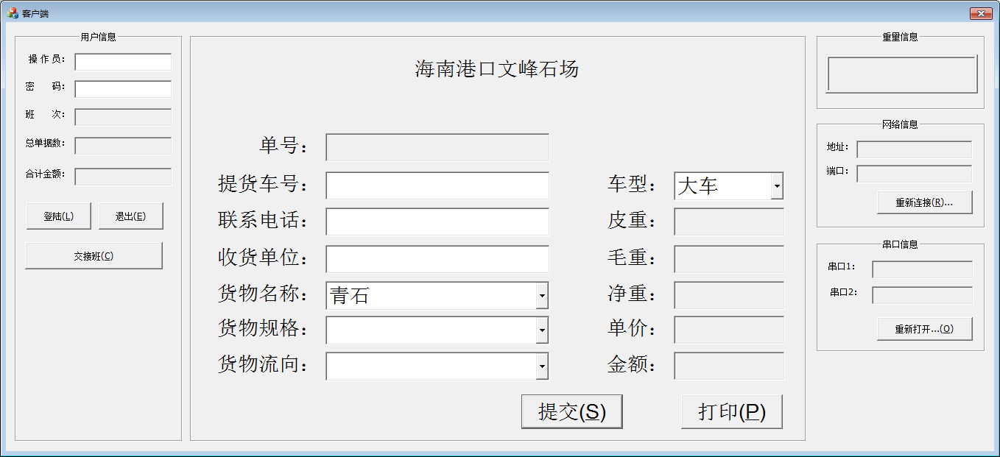 客户端
用户信息
操 作 员：
密 码：
班 次：
总单据数：
合计金额：
登陆(L)
退出(E)
交接班(C)
海南港口文峰石场
单号：
提货车号：
车型：
大车
联系电话：
皮重：
收货单位：
毛重：
货物名称：
青石
净重：
货物规格：
单价：
货物流向：
金额：
提交(S)
打印(P)
重量信息
网络信息
地址：
端口：
重新连接(R)...
串口信息
串口1：
串口2：
重新打开...(O)